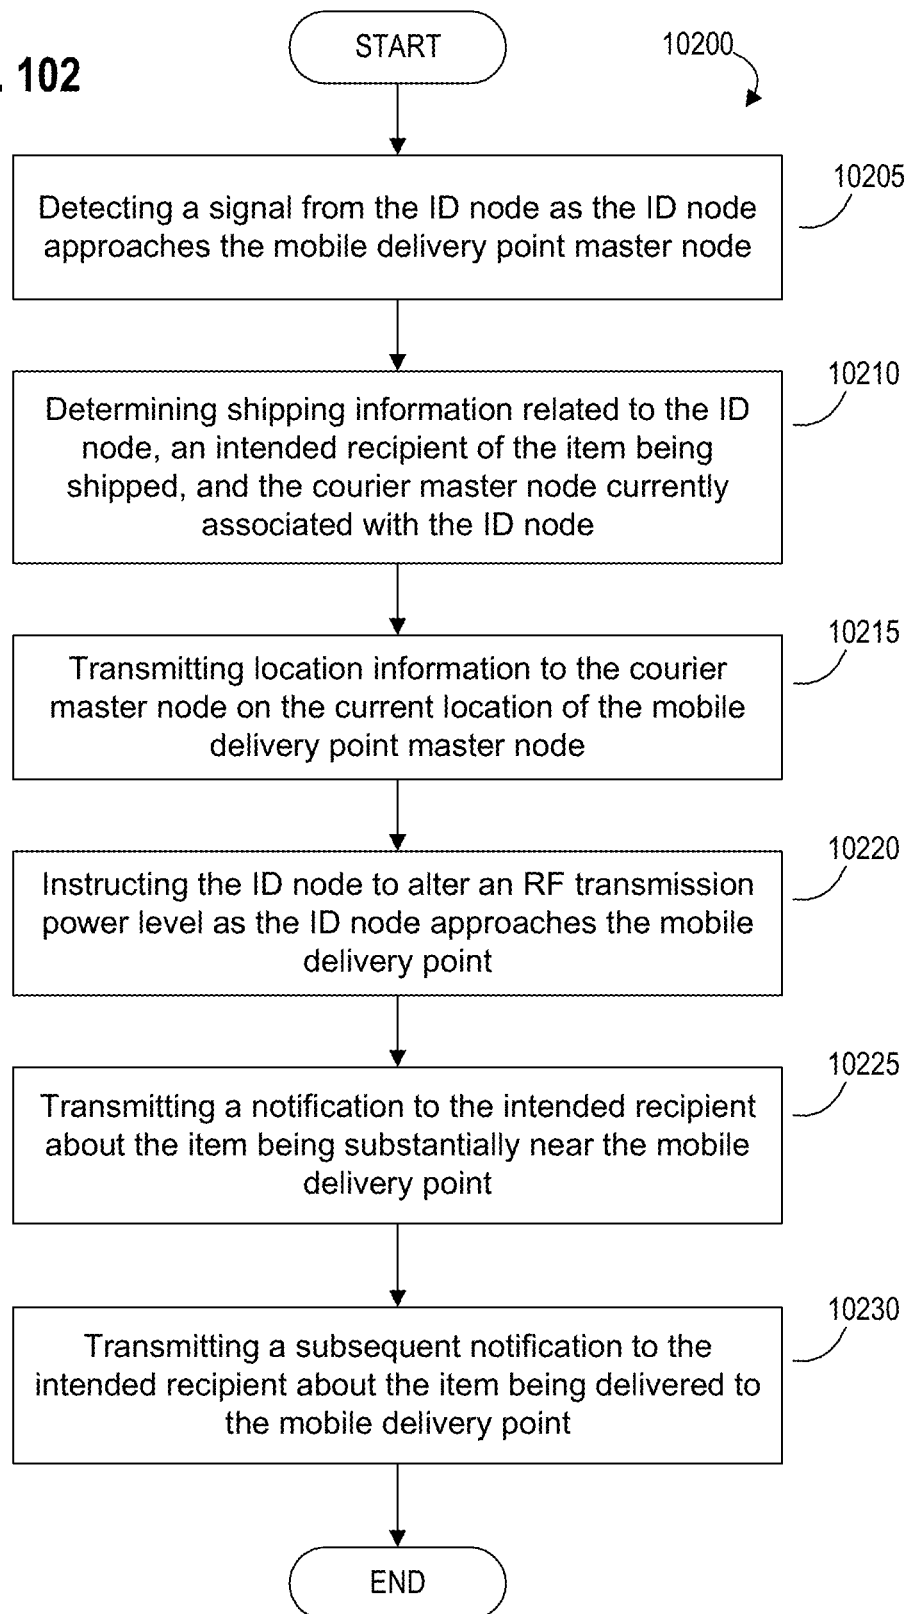 START
10200
. 102
10205
Detecting a signal from the ID node as the ID node
approaches the mobile delivery point master node
10210
Determining shipping information related to the ID
node, an intended recipient of the item being
shipped, and the courier master node currently
associated with the ID node
10215
Transmitting location information to the courier
master node on the current location of the mobile
delivery point master node
10220
Instructing the ID node to alter an RF transmission
power level as the ID node approaches the mobile
delivery point
10225
Transmitting a notification to the intended recipient
about the item being substantially near the mobile
delivery point
10230
Transmitting a subsequent notification to the
intended recipient about the item being delivered to
the mobile delivery point
END